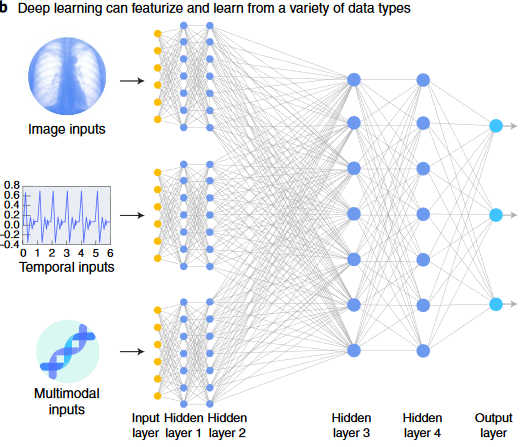 b Deep learning can featurize and learn from a variety of data types
Image inputs
0.8
0.4
0.2
0.0
−0.2
−0.4
0 1 2 3 4 5 6
Temporal inputs
Multimodal
inputs
Input Hidden Hidden Hidden Hidden Output
layer layer 1 layer 2 layer 3 layer 4 layer